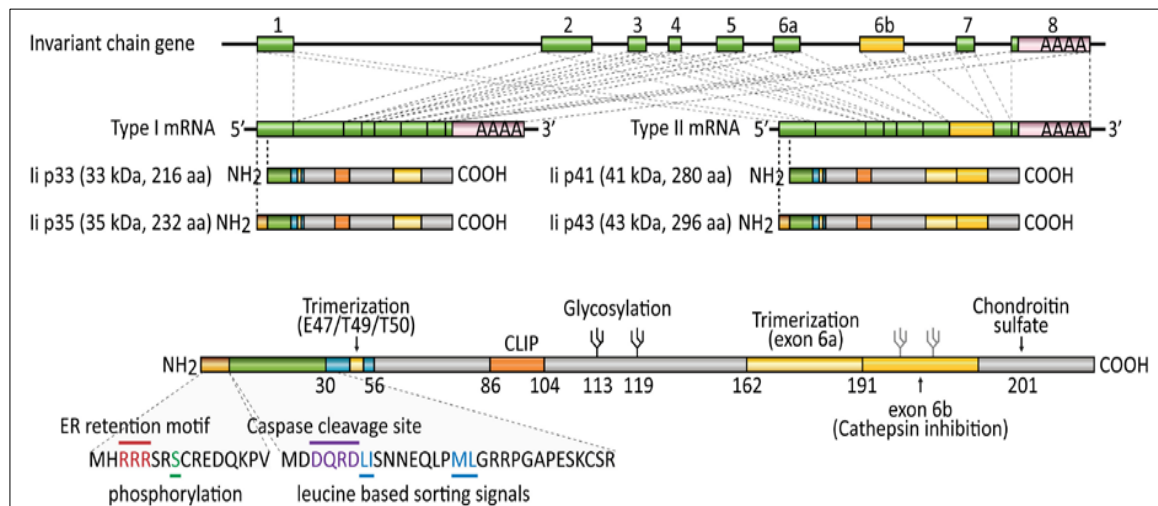 1 2 3 4 5 6a 6b 7 8
Invariant chain gene AAAA
Type I mRNA 5’ AAAA 3’ Type II mRNA 5’ AAAA 3’
Ii p33 (33 kDa, 216 aa) NH2 COOH Ii p41 (41 kDa, 280 aa) NH2 COOH
Ii p35 (35 kDa, 232 aa) NH2 COOH Ii p43 (43 kDa, 296 aa) NH2 COOH
Trimerization
(E47/T49/T50)
Glycosylation
Chondroitin
sulfate
CLIP
Trimerization
(exon 6a)
NH2 COOH
30 56 86 104 113 119 162 191 201
exon 6b
(Cathepsin inhibition)
ER retention motif Caspase cleavage site
MHRRRSRSCREDQKPV MDDQRDLISNNEQLPMLGRRPGAPESKCSR
phosphorylation leucine based sorting signals